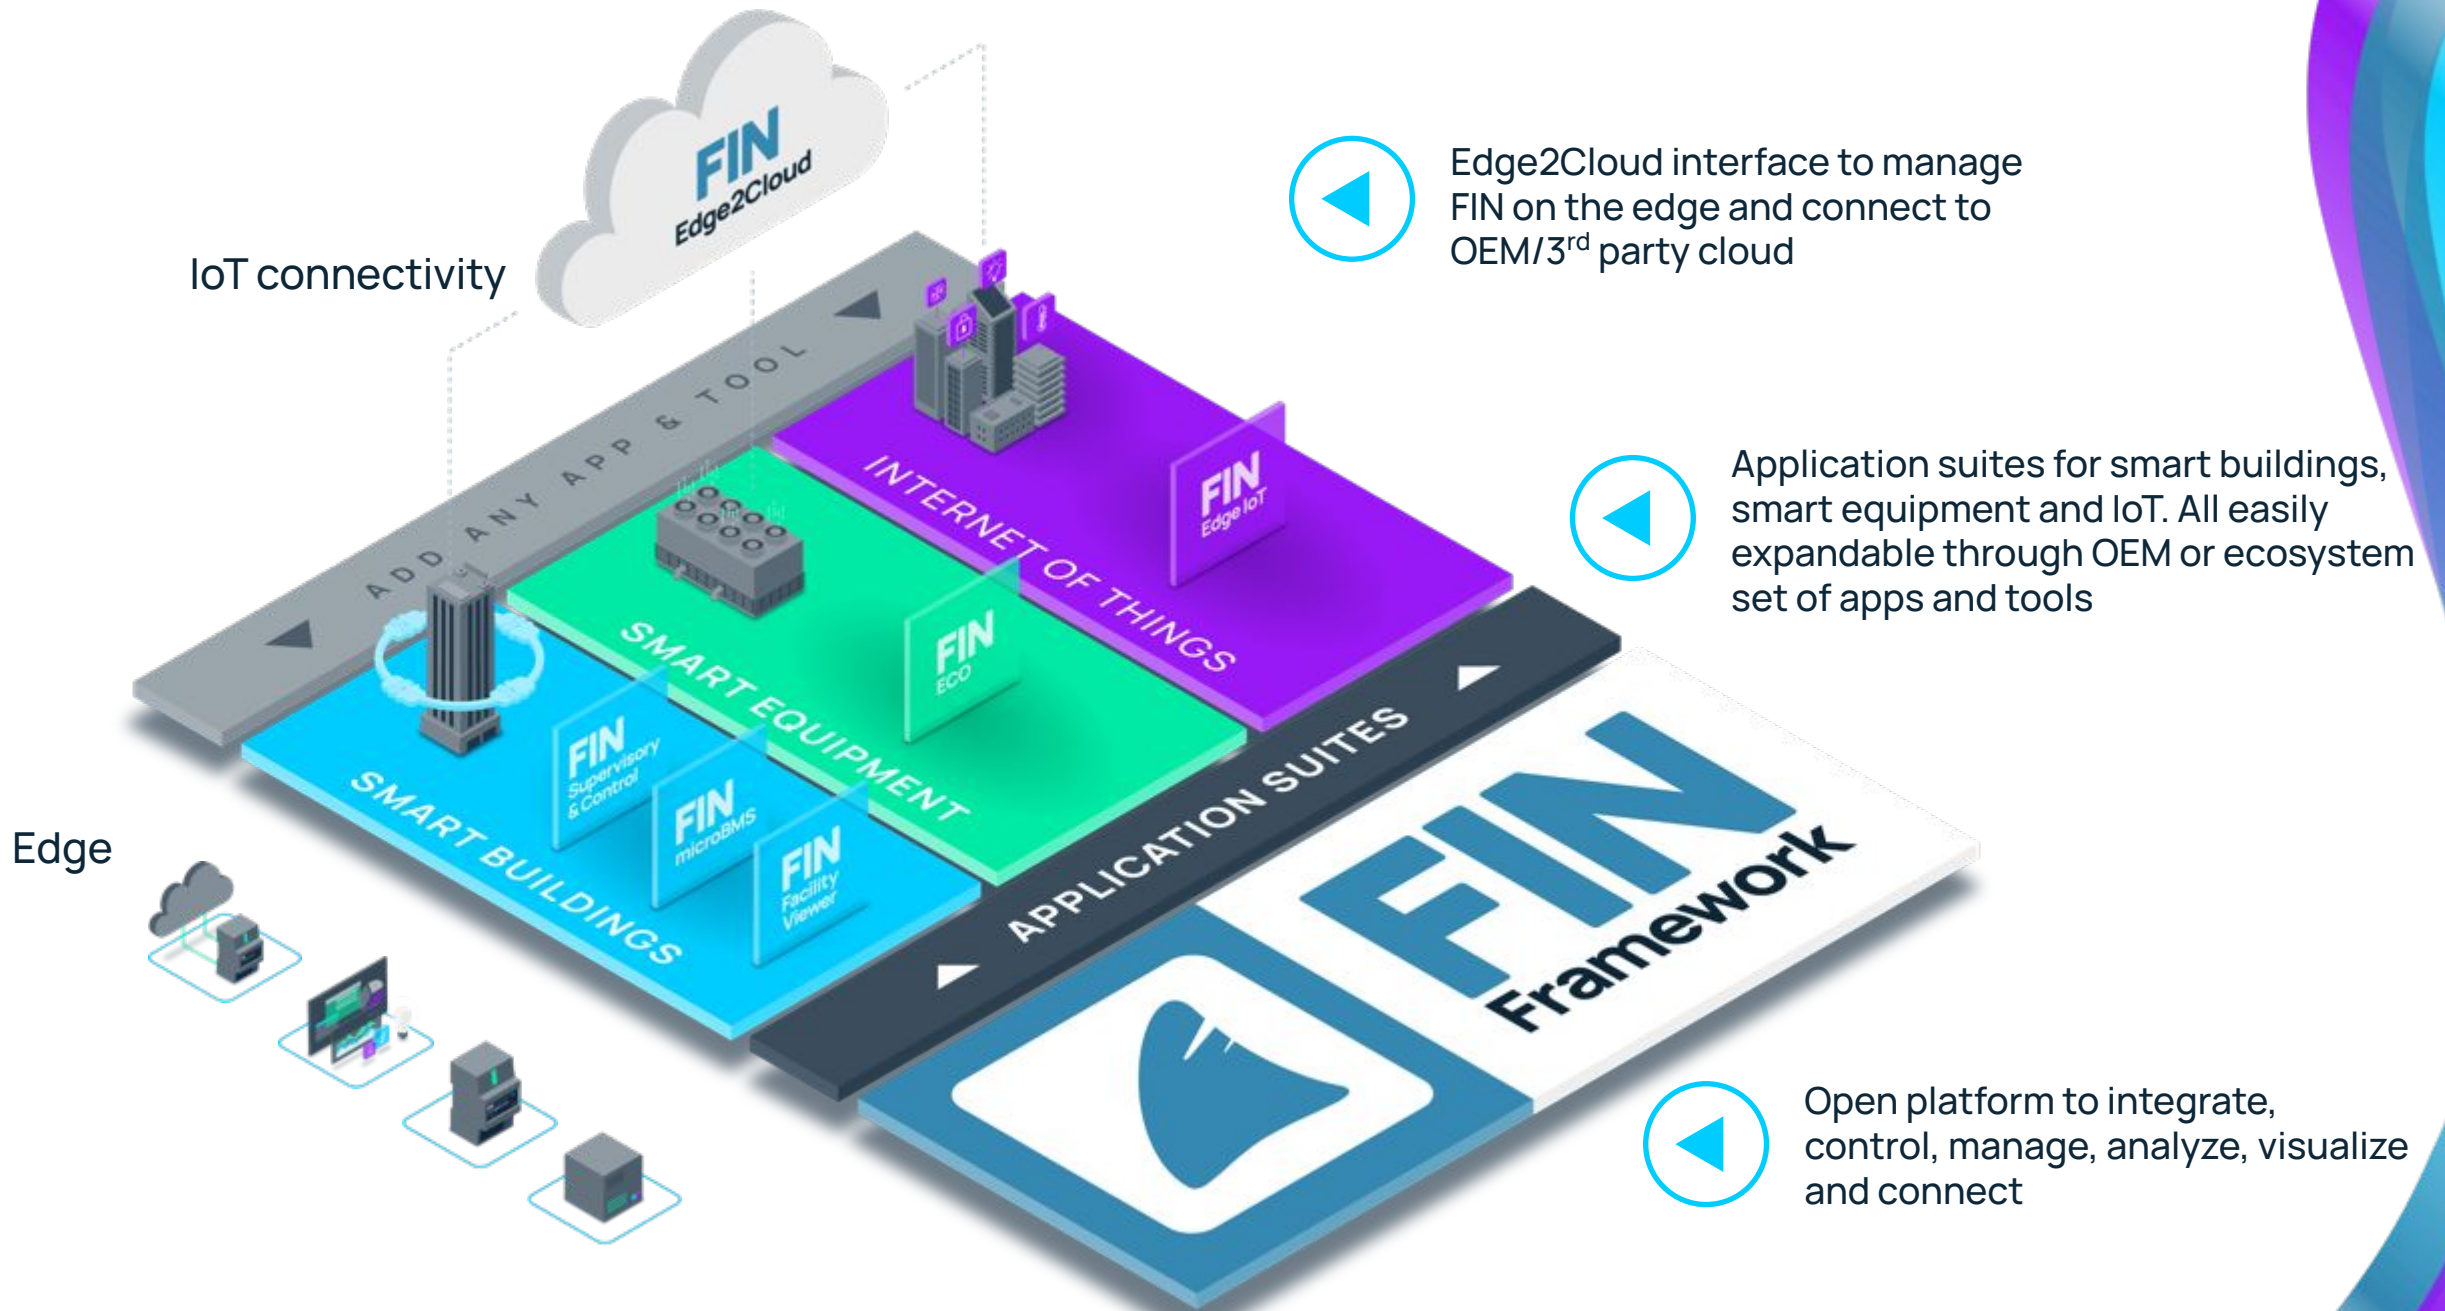 FIN
Edge2Cloud
IoT connectivity
Edge2Cloud interface to manage
FIN on the edge and connect to
OEM/3rd party cloud
ADD ANY APP & TOOL
INTERNET OF THINGS
FIN
Edge IoT
Application suites for smart buildings,
smart equipment and IoT. All easily
expandable through OEM or ecosystem
set of apps and tools
SMART EQUIPMENT
FIN
ECO
SMART BUILDINGS
FIN
Supervisory
& Control
FIN
microBMS
FIN
Facility
Viewer
APPLICATION SUITES
FIN
Framework
Edge
Open platform to integrate,
control, manage, analyze, visualize
and connect